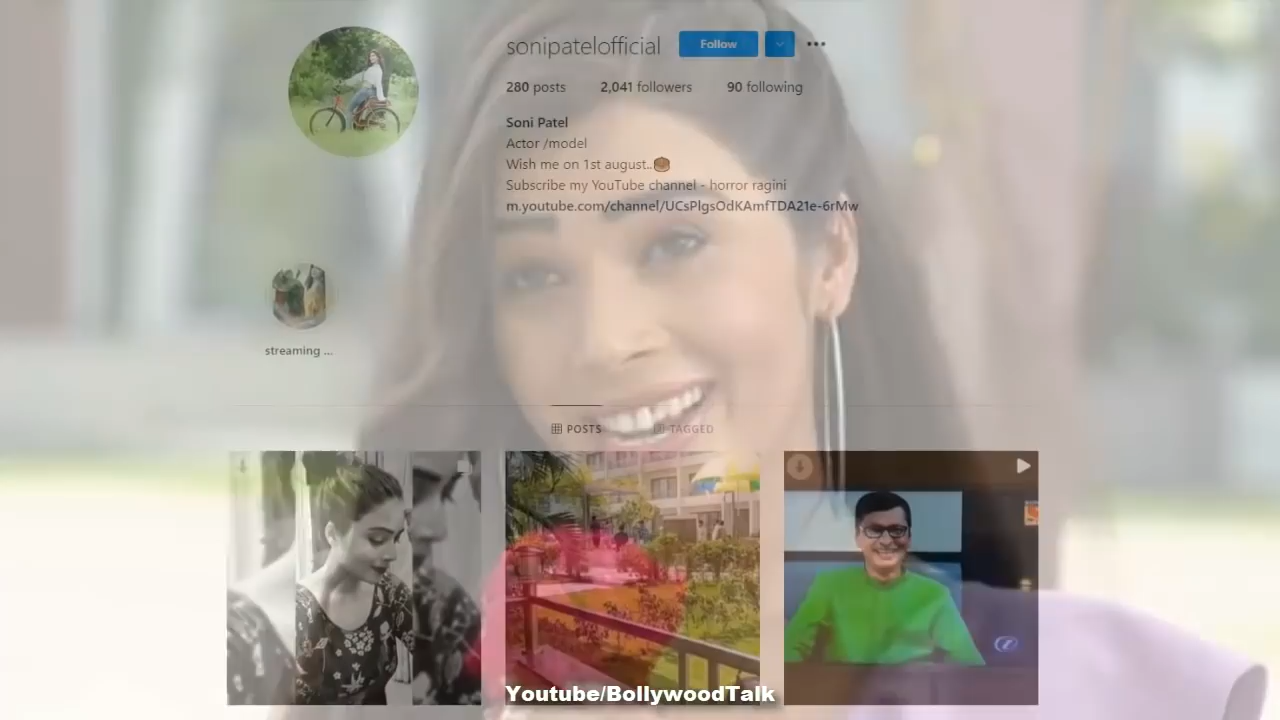 sonipatelofficial Follow
280 posts 2,041 followers 90 following
Soni Patel
Actor /model
Wish me on 1st august..
Subscribe my YouTube channel - horror ragini
m.youtube.com/channel/UCsPlgsOdKAmfTDA21e-6rMw
streaming ...
POSTS TAGGED
Youtube/BollywoodTalk